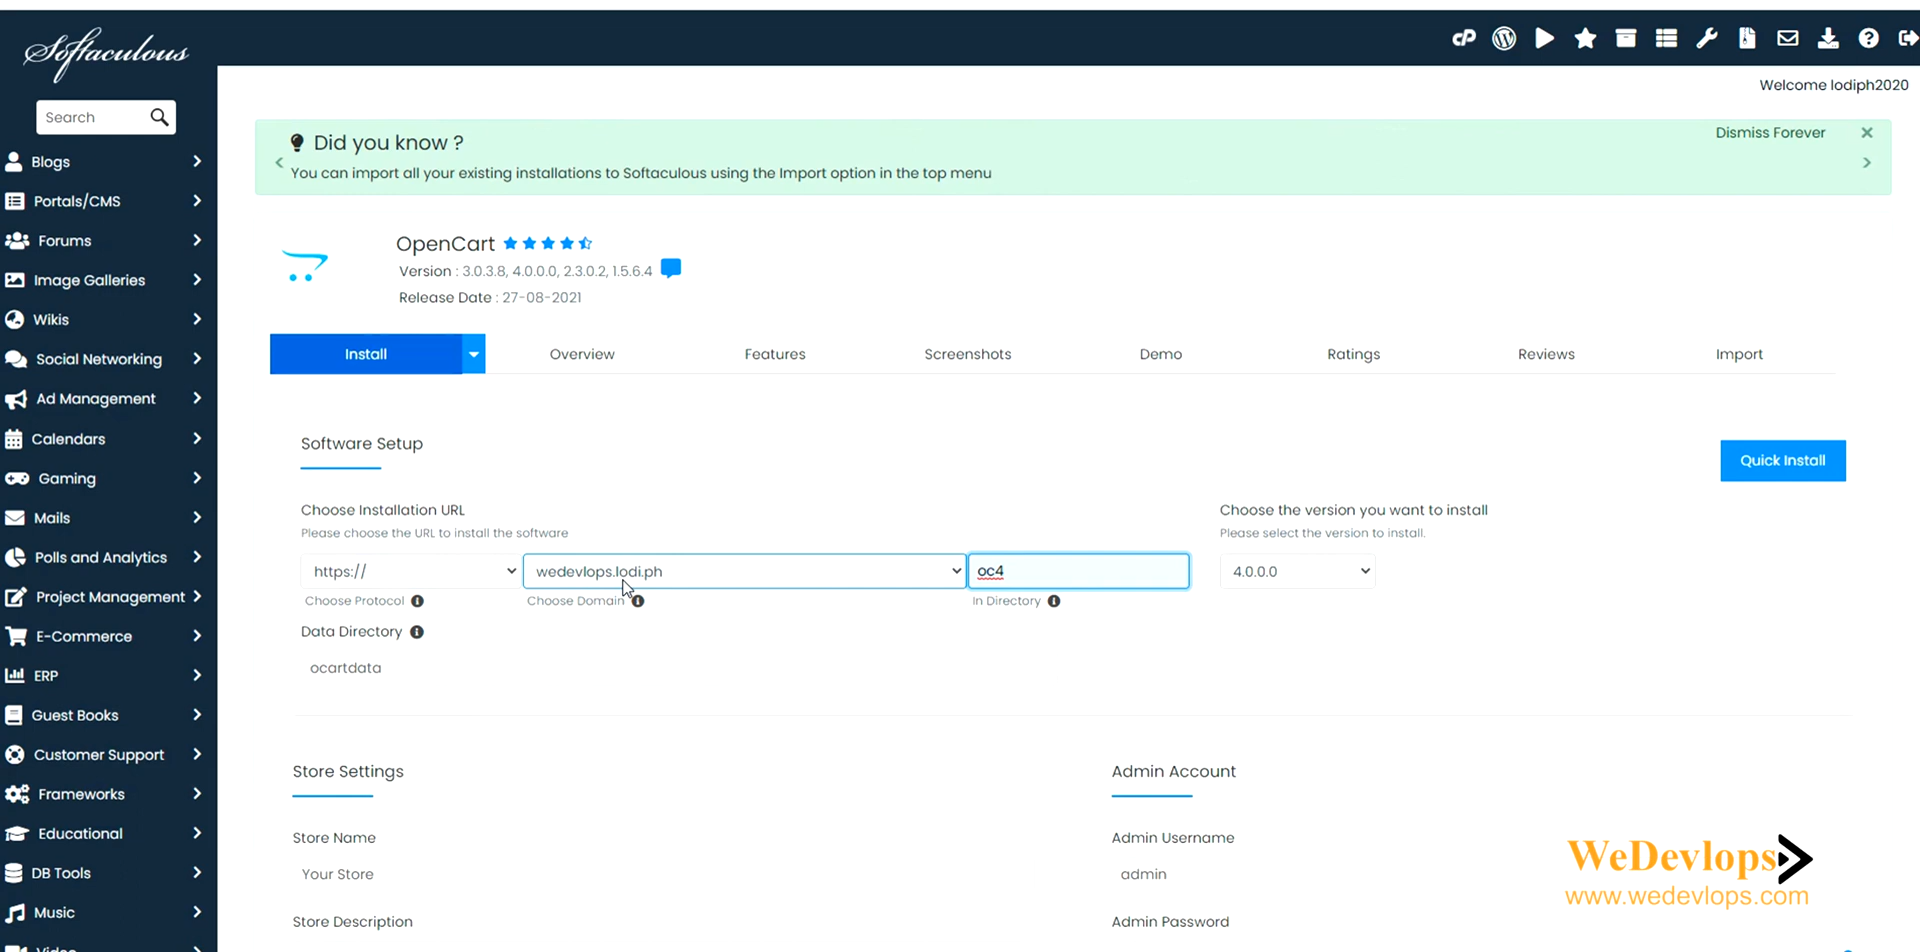 Softaculous
cP
Welcome lodiph2020
Search
Blogs
Portals/CMS
Forums
Image Galleries
Wikis
Social Networking
Ad Management
Calendars
Gaming
Mails
Polls and Analytics
Project Management
E-Commerce
ERP
Guest Books
Customer Support
Frameworks
Educational
DB Tools
Music
Video
Did you know ?
Dismiss Forever
You can import all your existing installations to Softaculous using the Import option in the top menu
OpenCart
Version : 3.0.3.8, 4.0.0.0, 2.3.0.2, 1.5.6.4
Release Date : 27-08-2021
Install Overview Features Screenshots Demo Ratings Reviews Import
Software Setup
Quick Install
Choose Installation URL
Please choose the URL to install the software
https:// wedevlops.lodi.ph oc4
Choose Protocol Choose Domain In Directory
Choose the version you want to install
Please select the version to install.
4.0.0.0
Data Directory
ocartdata
Store Settings
Store Name
Your Store
Store Description
Admin Account
Admin Username
admin
Admin Password
WeDevlops
www.wedevlops.com